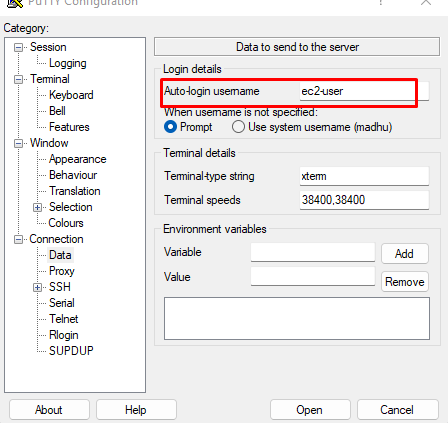 PuTTY Configuration
?
Category:
Session
Logging
Terminal
Keyboard
Bell
Features
Window
Appearance
Behaviour
Translation
Selection
Colours
Connection
Data
Proxy
SSH
Serial
Telnet
Rlogin
SUPDUP
Data to send to the server
Login details
Auto-login username ec2-user
When username is not specified:
Prompt Use system username (madhu)
Terminal details
Terminal-type string xterm
Terminal speeds 38400,38400
Environment variables
Variable Add
Value Remove
About Help Open Cancel